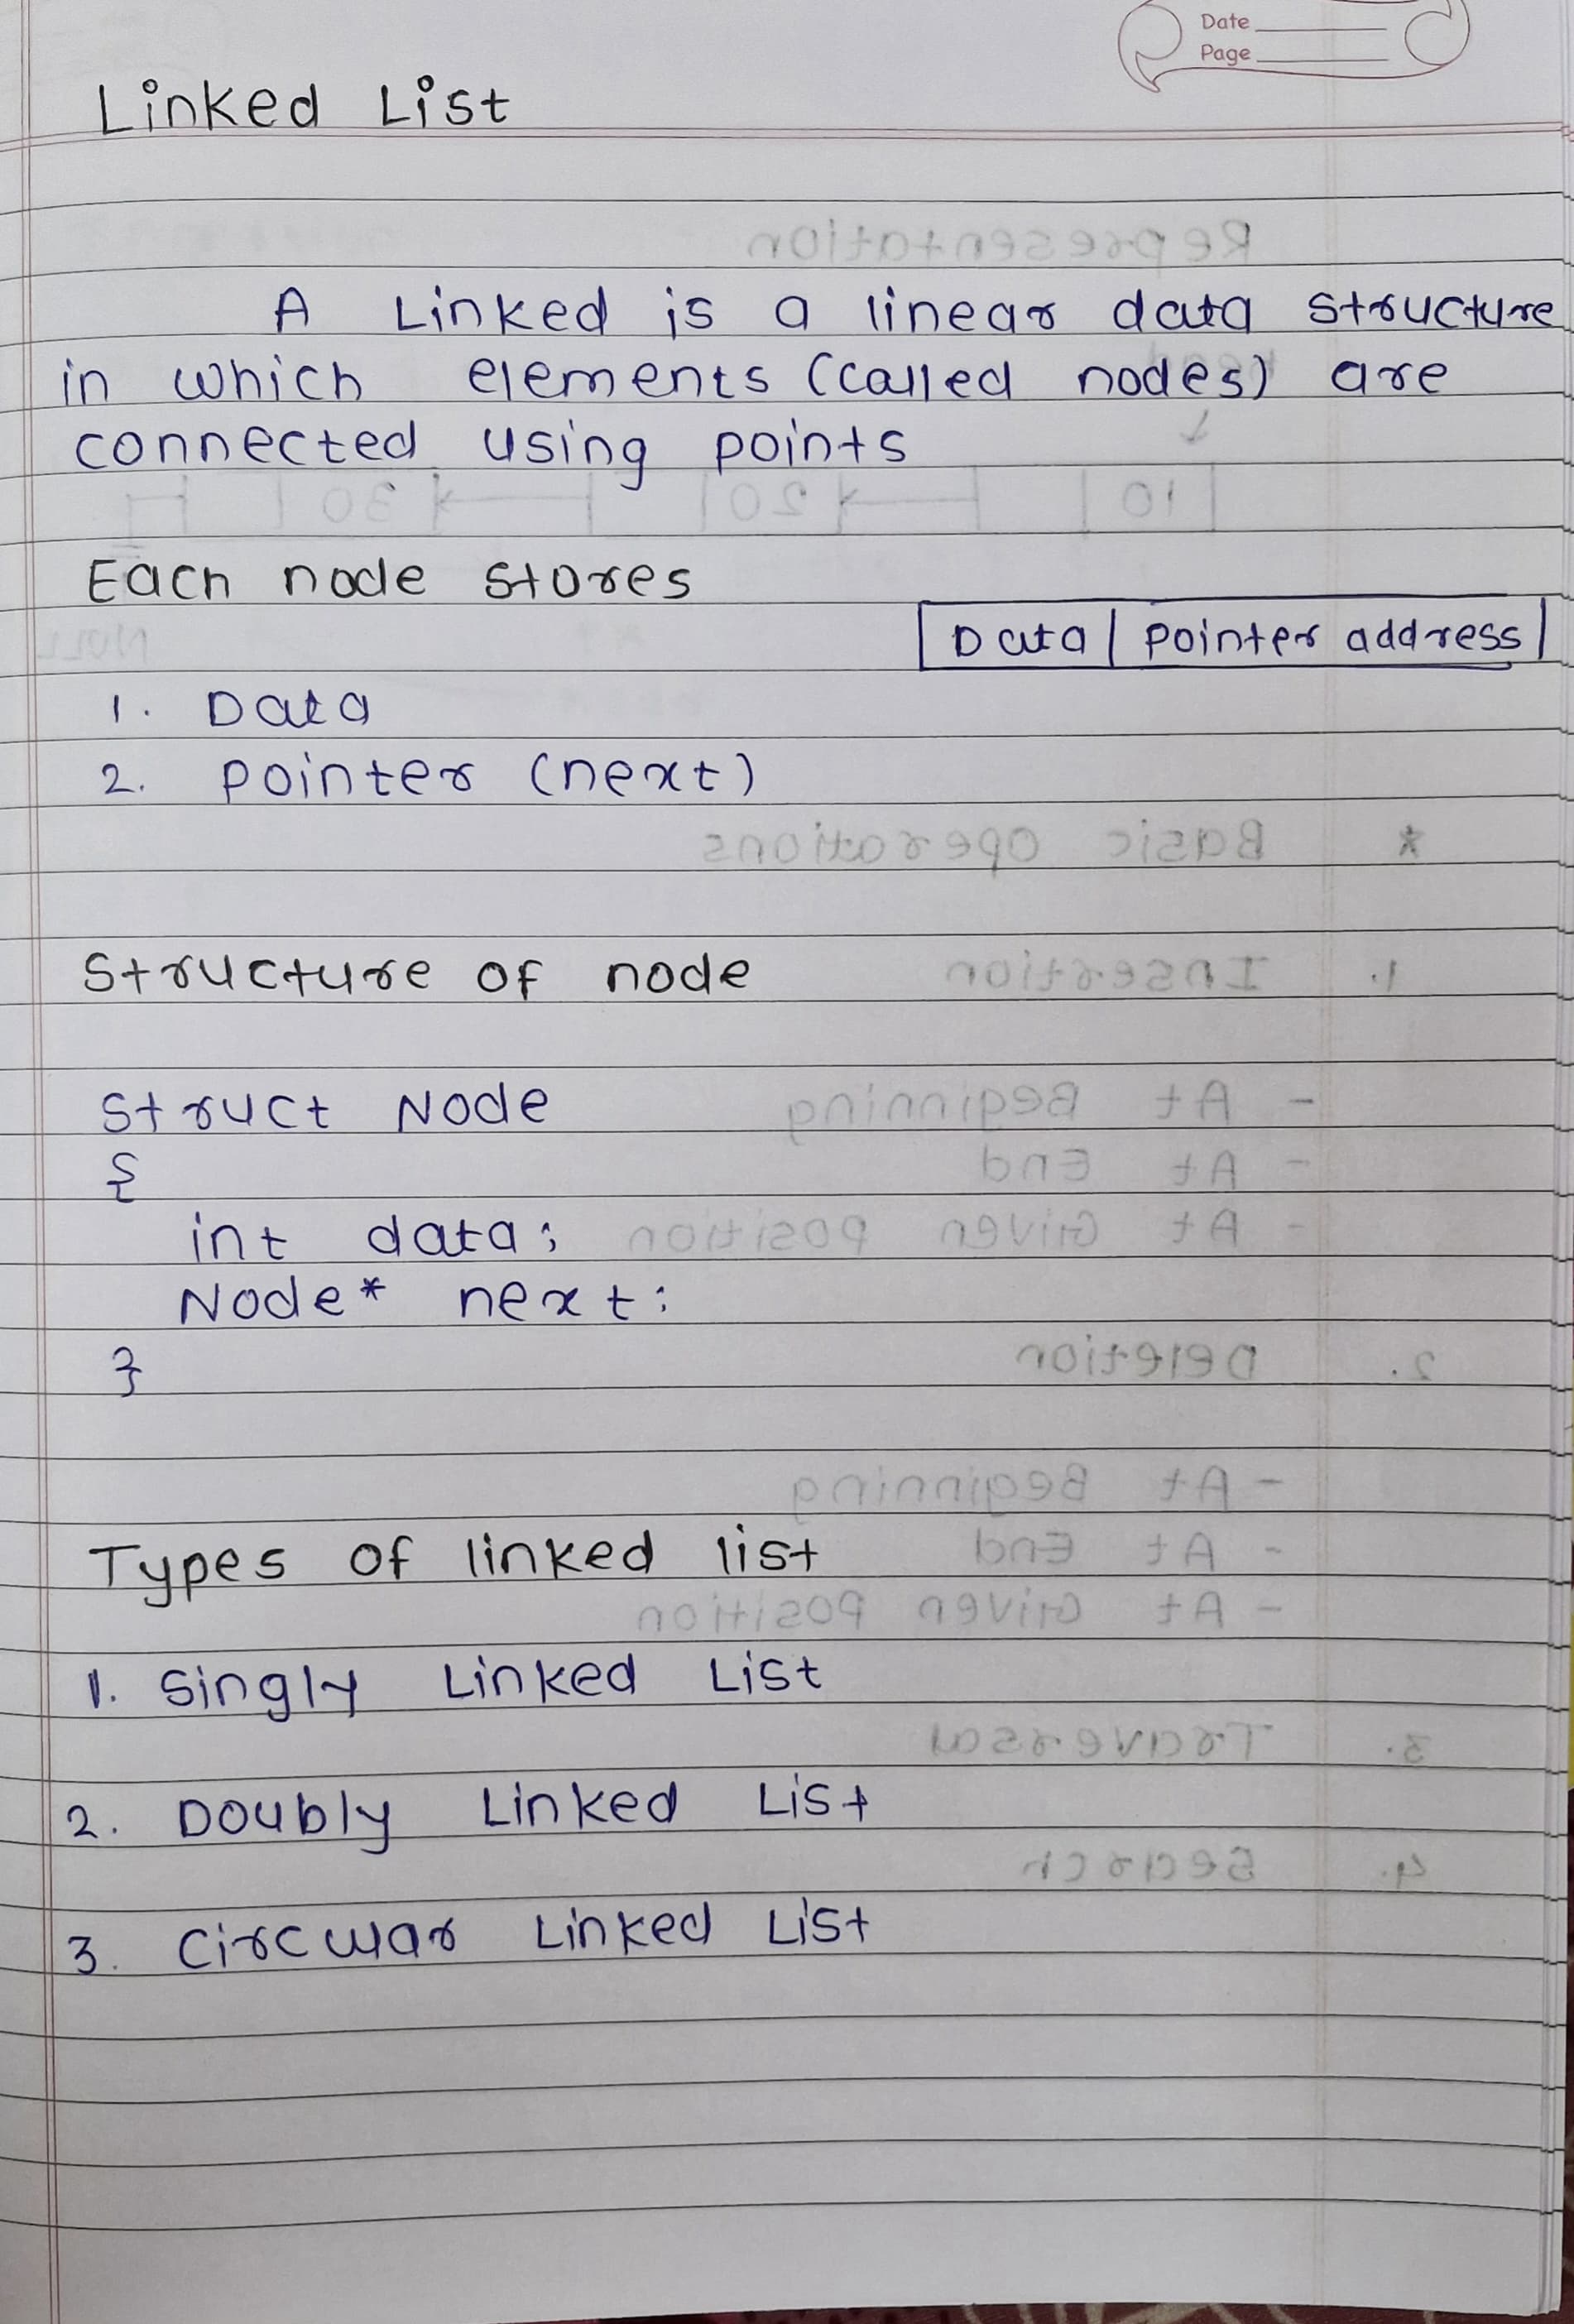 Date
Page
Linked List
A Linked is a linear data structure
in which elements (called nodes) are
connected using points
Each node stores
Data | Pointer address
1. Data
2. Pointer (next)
Structure of node
Struct Node
{
int data;
Node* next;
}
Types of linked list
1. Singly Linked List
2. Doubly Linked List
3. Circular Linked List